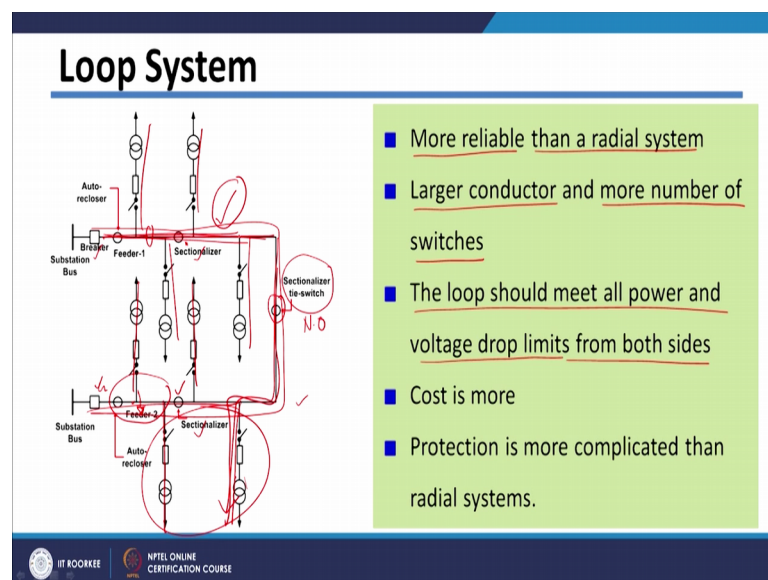 Loop System
Auto-
recloser
Breaker
Feeder-1
Sectionalizer
Substation
Bus
Sectionalizer
tie-switch
N.O
Substation
Bus
Feeder-2
Sectionalizer
Auto-
recloser
More reliable than a radial system
Larger conductor and more number of
switches
The loop should meet all power and
voltage drop limits from both sides
Cost is more
Protection is more complicated than
radial systems.
IIT ROORKEE
NPTEL ONLINE
CERTIFICATION COURSE